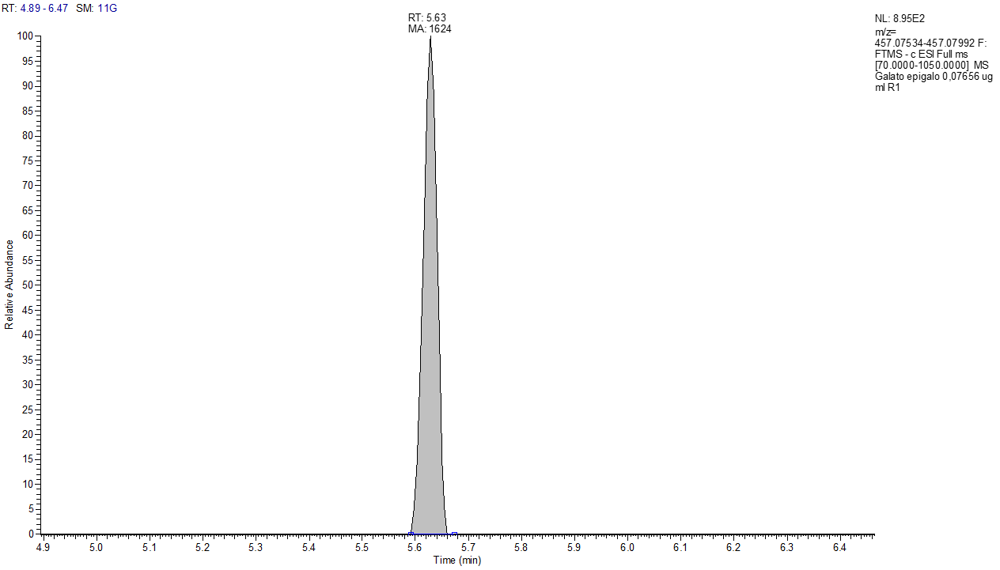 RT: 4.89 - 6.47 SM: 11G
RT: 5.63
MA: 1624
NL: 8.95E2
m/z=
457.07534-457.07992 F:
FTMS - c ESI Full ms
[70.0000-1050.0000] MS
Galato epigalo 0,07656 ug
ml R1
100
95
90
85
80
75
70
65
60
55
50
45
40
35
30
25
20
15
10
5
0
Relative Abundance
4.9 5.0 5.1 5.2 5.3 5.4 5.5 5.6 5.7 5.8 5.9 6.0 6.1 6.2 6.3 6.4
Time (min)